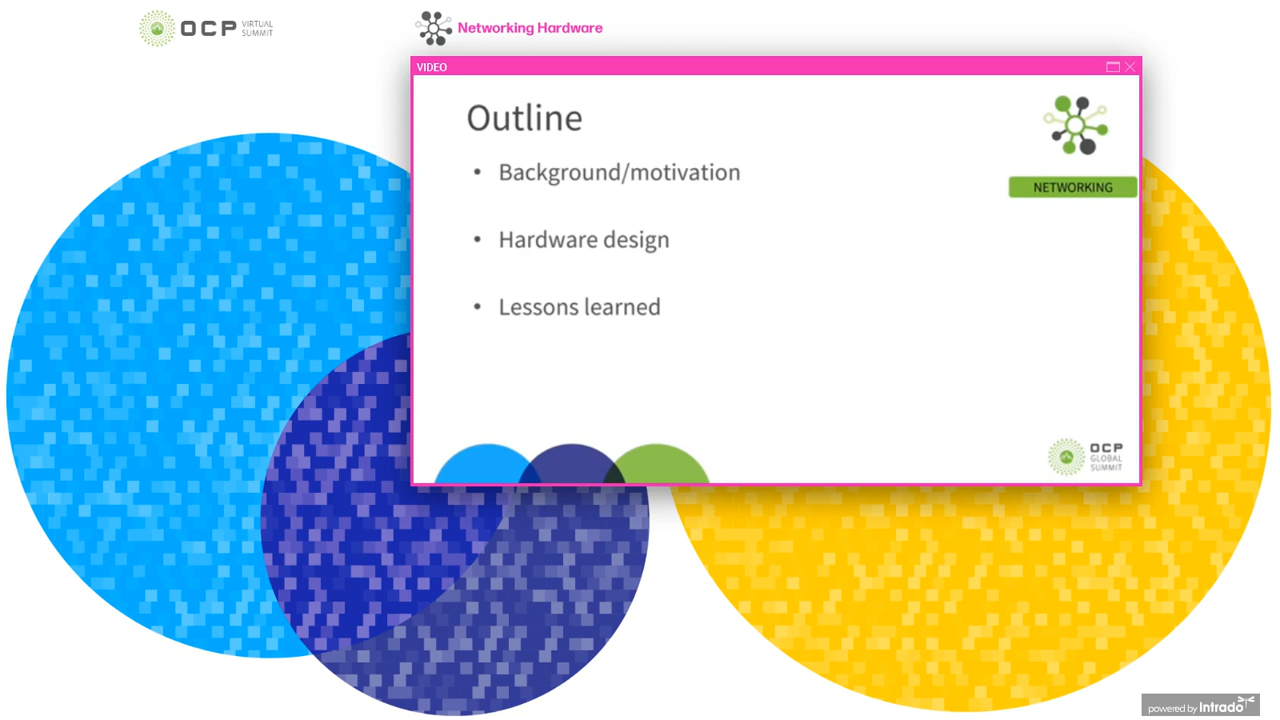 OCP VIRTUAL SUMMIT
Networking Hardware
VIDEO
Outline
NETWORKING
• Background/motivation
• Hardware design
• Lessons learned
OCP
GLOBAL
SUMMIT
powered by Intrado